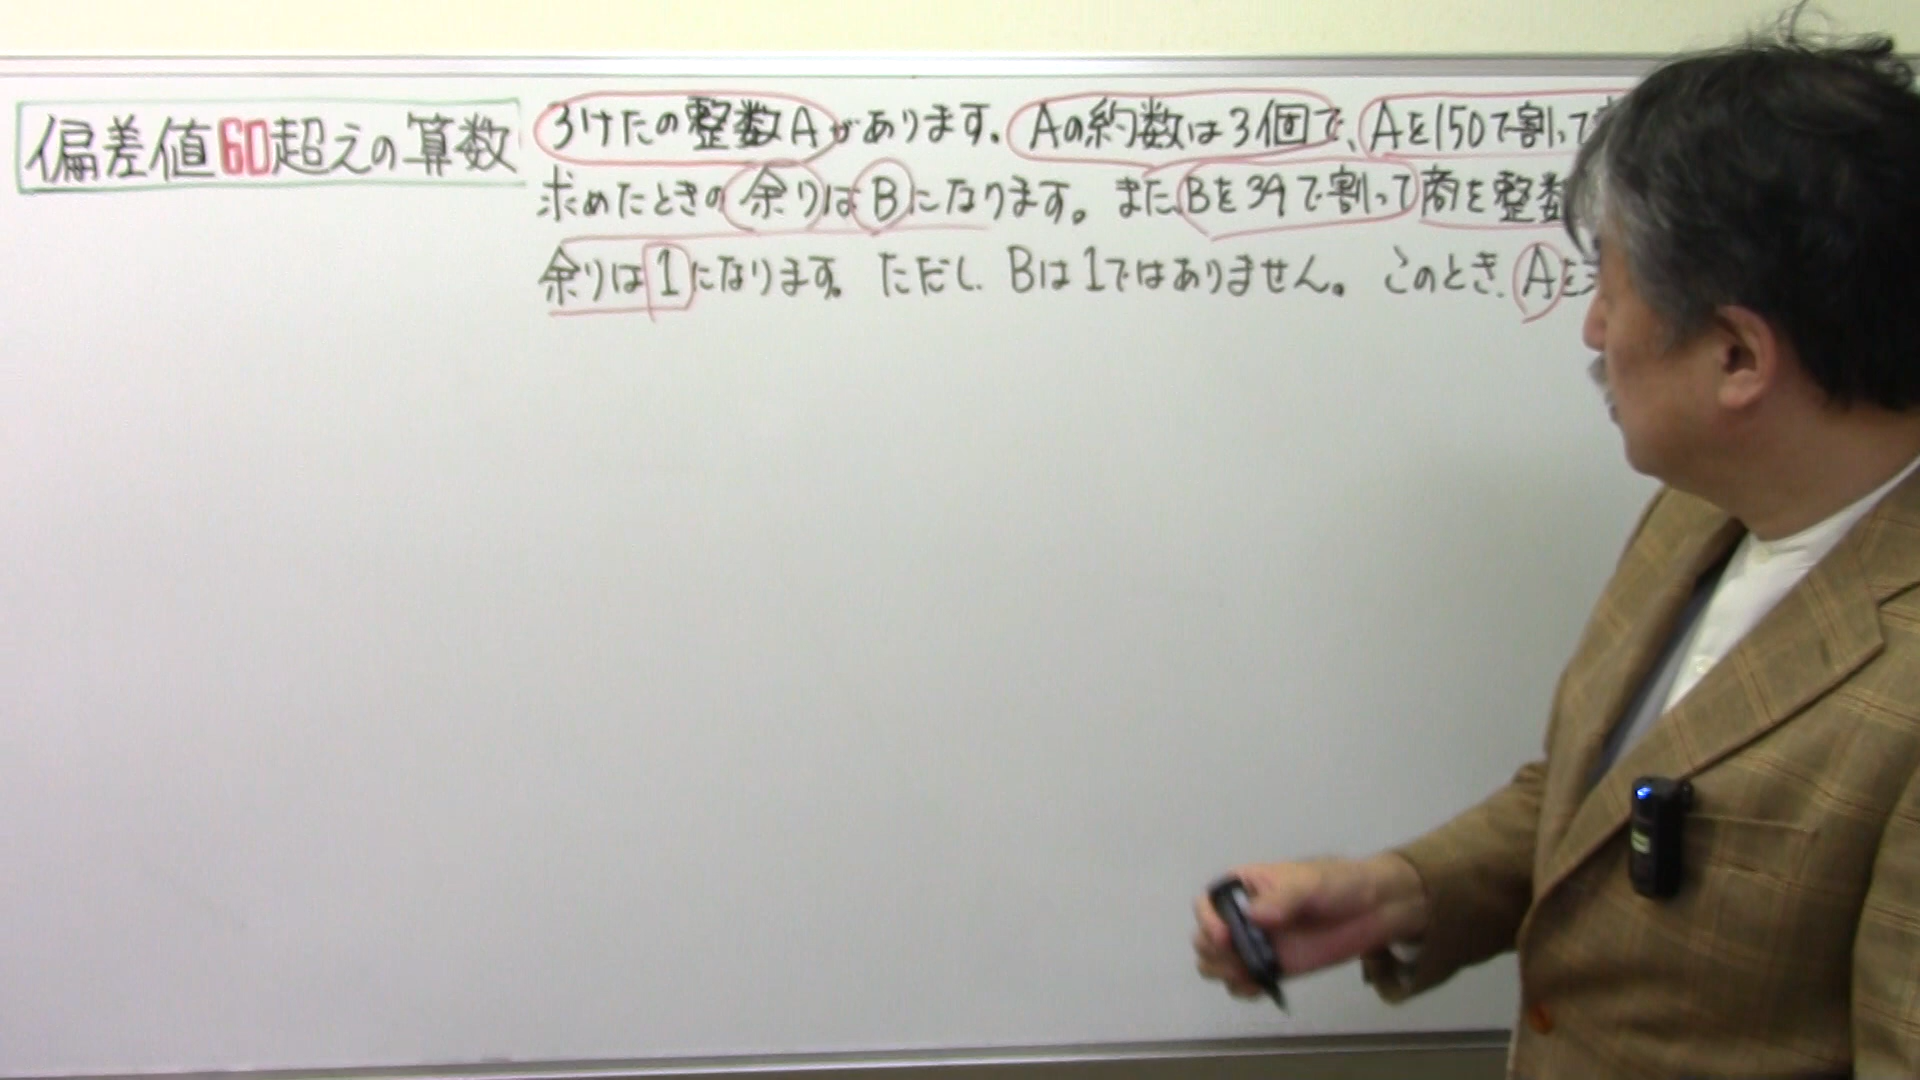 偏差値60超えの算数
3けたの整数Aがあります。Aの約数は3個で、Aを150で割って
求めたときの余りはBになります。またBを39で割って商を整数
余りは1になります。ただし Bは1ではありません。このとき、Aを